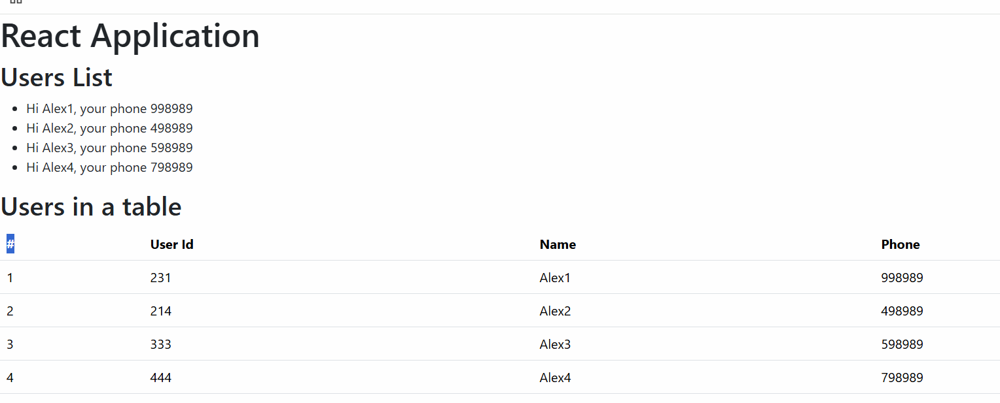 React Application
Users List
Hi Alex1, your phone 998989
Hi Alex2, your phone 498989
Hi Alex3, your phone 598989
Hi Alex4, your phone 798989
Users in a table
# User Id Name Phone
1 231 Alex1 998989
2 214 Alex2 498989
3 333 Alex3 598989
4 444 Alex4 798989